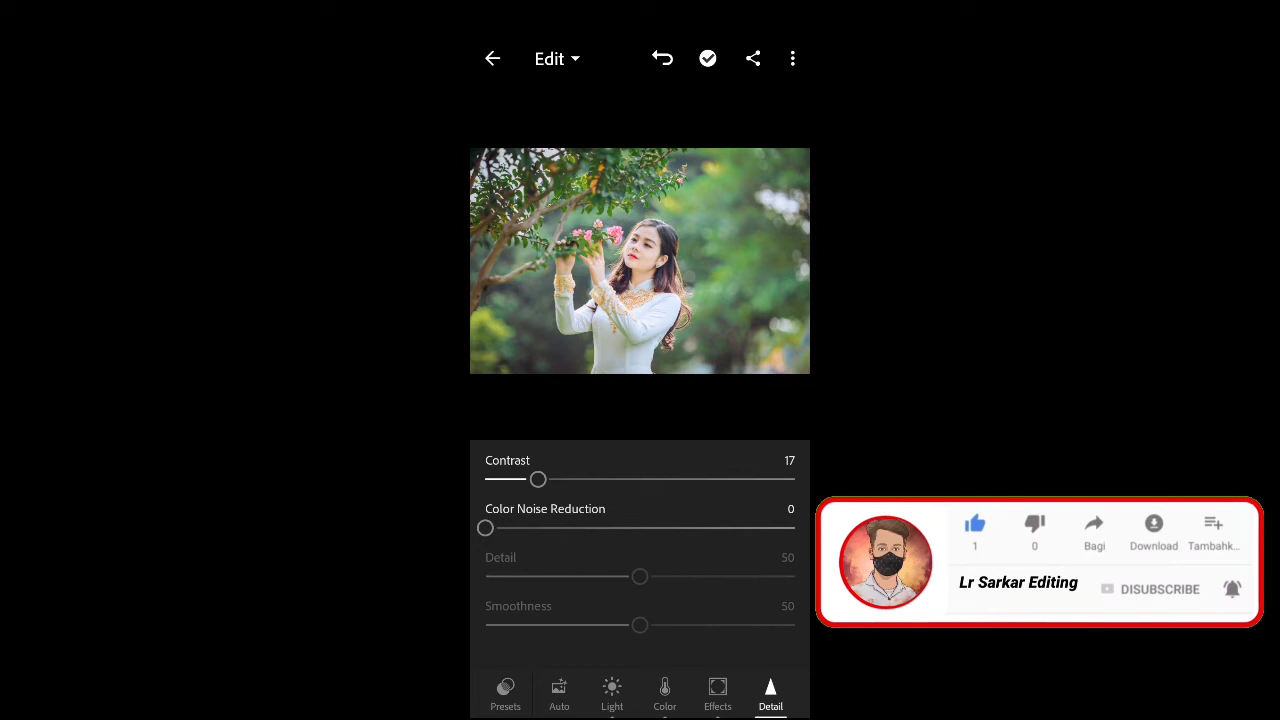 Edit
Contrast 17
Color Noise Reduction 0
Detail 50
Smoothness 50
Presets Auto Light Color Effects Detail
1 0 Bagi Download Tambahk...
Lr Sarkar Editing DISUBSCRIBE